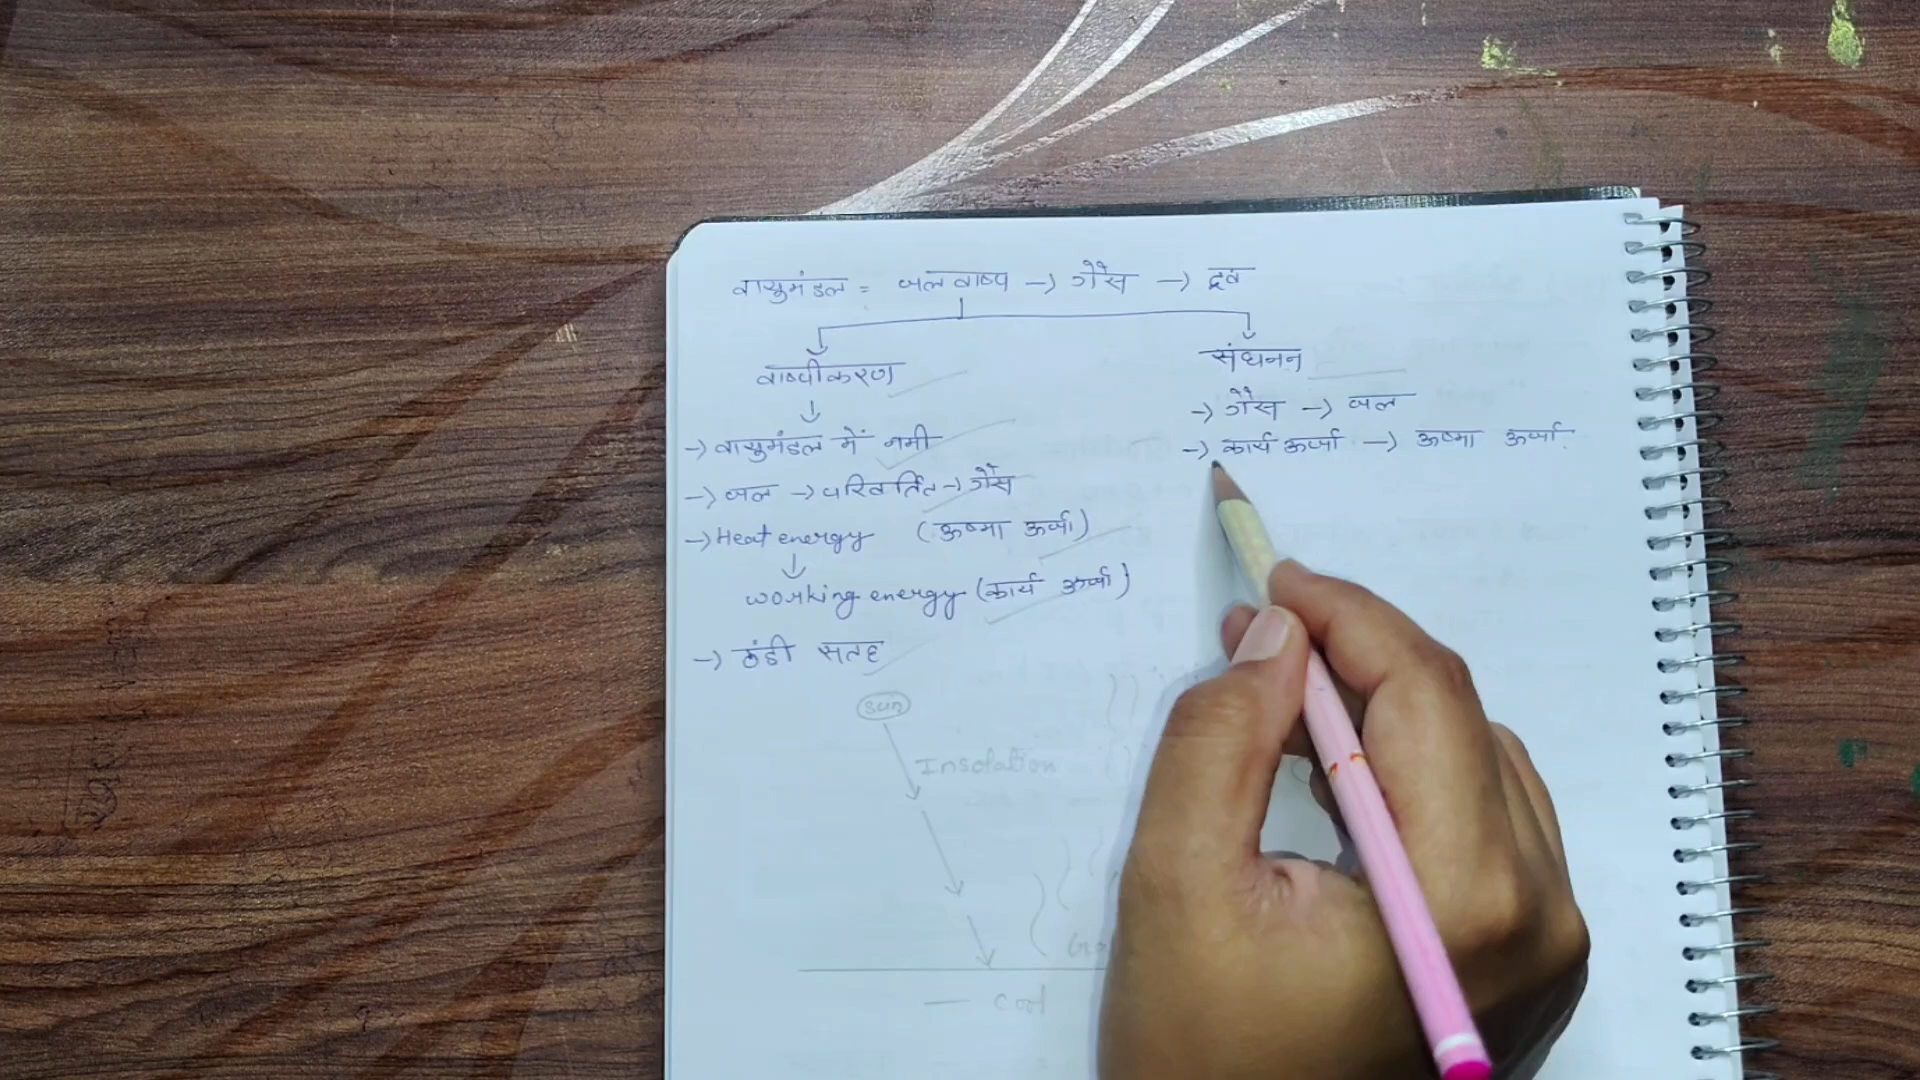 वायुमंडल = जलवाष्प → गैस → द्रव
वाष्पीकरण
→ वायुमंडल में नमी
→ जल → परिवर्तित → गैस
→ Heat energy (ऊष्मा ऊर्जा)
↓
working energy (कार्य ऊर्जा)
→ ठंडी सतह
संघनन
→ गैस → जल
→ कार्य ऊर्जा → ऊष्मा ऊर्जा
sun
Insolation